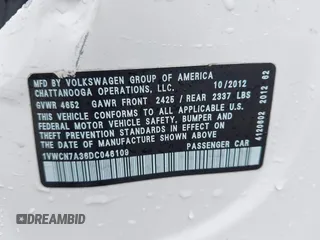 MFD BY VOLKSWAGEN GROUP OF AMERICA
CHATTANOOGA OPERATIONS, LLC. 10/2012
GVWR 4652 GAWR FRONT 2425 / REAR 2337 LBS
THIS VEHICLE CONFORMS TO ALL APPLICABLE U.S.
FEDERAL MOTOR VEHICLE SAFETY, BUMPER AND
THEFT PREVENTION STANDARDS IN EFFECT ON THE
DATE OF MANUFACTURE SHOWN ABOVE.
1VWCN7A36DC046109 PASSENGER CAR
4120602 2012 02
DREAMBID